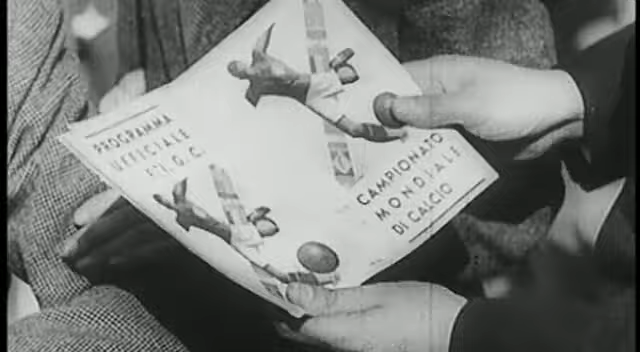 PROGRAMMA
UFFICIALE
F.I.G.C.
CAMPIONATO
MONDIALE
DI CALCIO